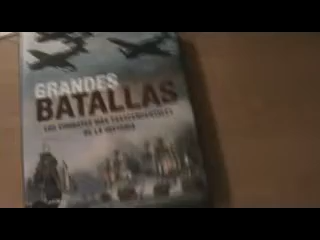 GRANDES
BATALLAS
LOS COMBATES MÁS TRASCENDENTALES
DE LA HISTORIA